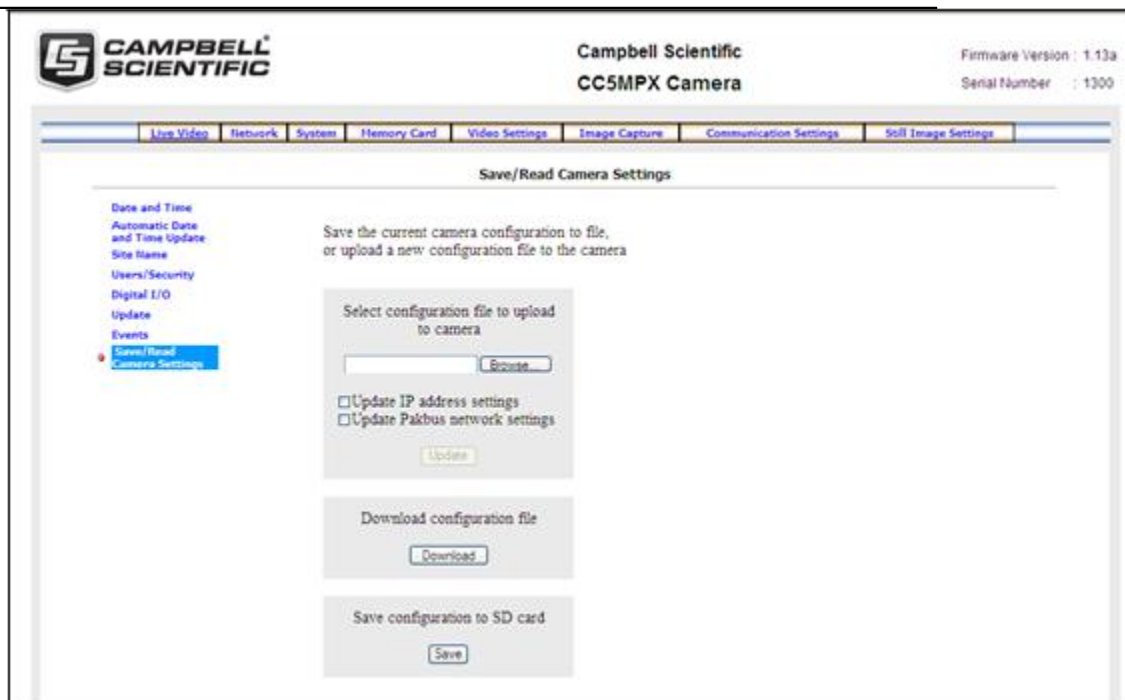 CAMPBELL
SCIENTIFIC
Campbell Scientific
CC5MPX Camera
Firmware Version : 1.13a
Serial Number : 1300
Live Video Network System Memory Card Video Settings Image Capture Communication Settings Still Image Settings
Save/Read Camera Settings
Date and Time
Automatic Date
and Time Update
Site Name
Users/Security
Digital I/O
Update
Events
Save/Read
Camera Settings
Save the current camera configuration to file,
or upload a new configuration file to the camera
Select configuration file to upload
to camera
Browse...
Update IP address settings
Update Pakbus network settings
Update
Download configuration file
Download
Save configuration to SD card
Save